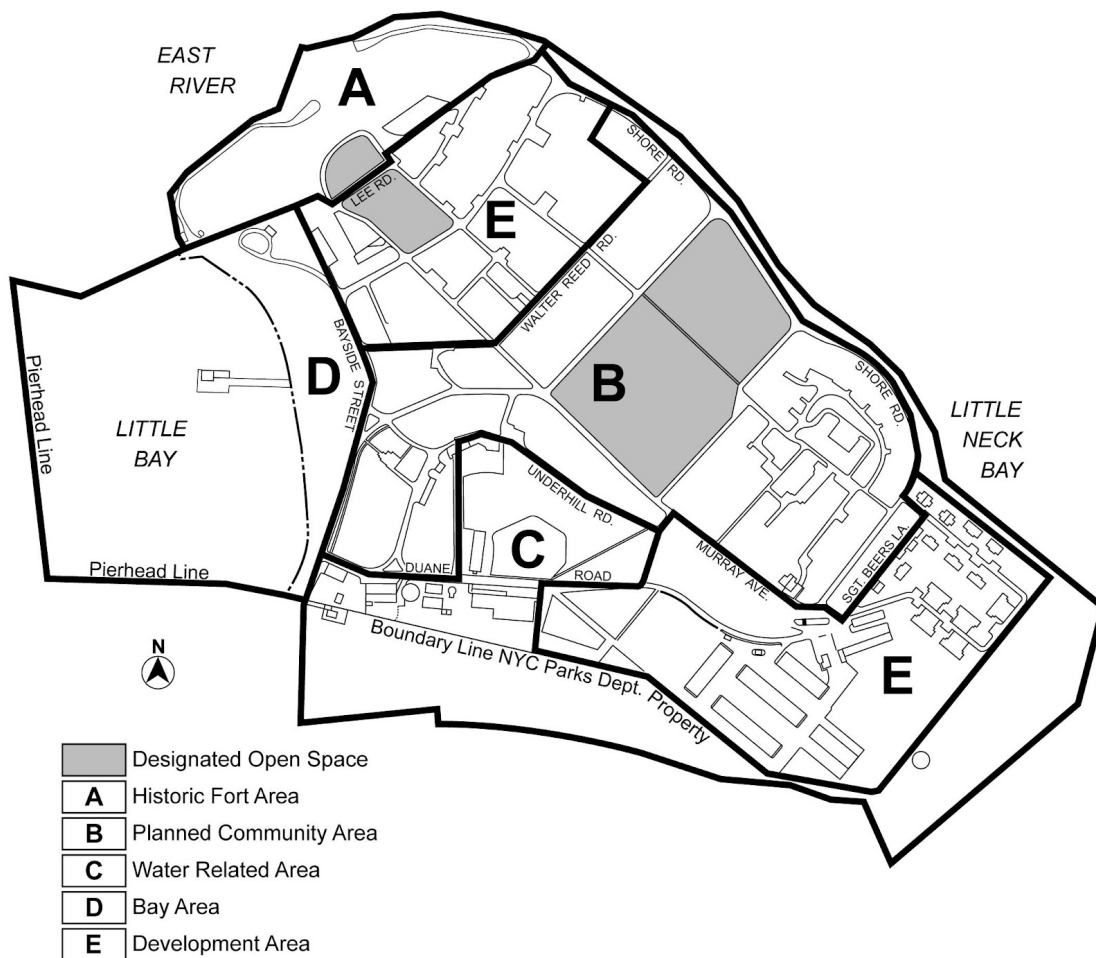 EAST
RIVER
A
SHORE RD.
LEE RD.
E
WALTER REED RD.
BAYSIDE STREET
D
B
Pierhead Line
LITTLE
BAY
SHORE RD.
LITTLE
NECK
BAY
UNDERHILL RD.
C
MURRAY AVE.
SGT. BEERS LA.
Pierhead Line
DUANE ROAD
Boundary Line NYC Parks Dept. Property
N
E
Designated Open Space
A Historic Fort Area
B Planned Community Area
C Water Related Area
D Bay Area
E Development Area